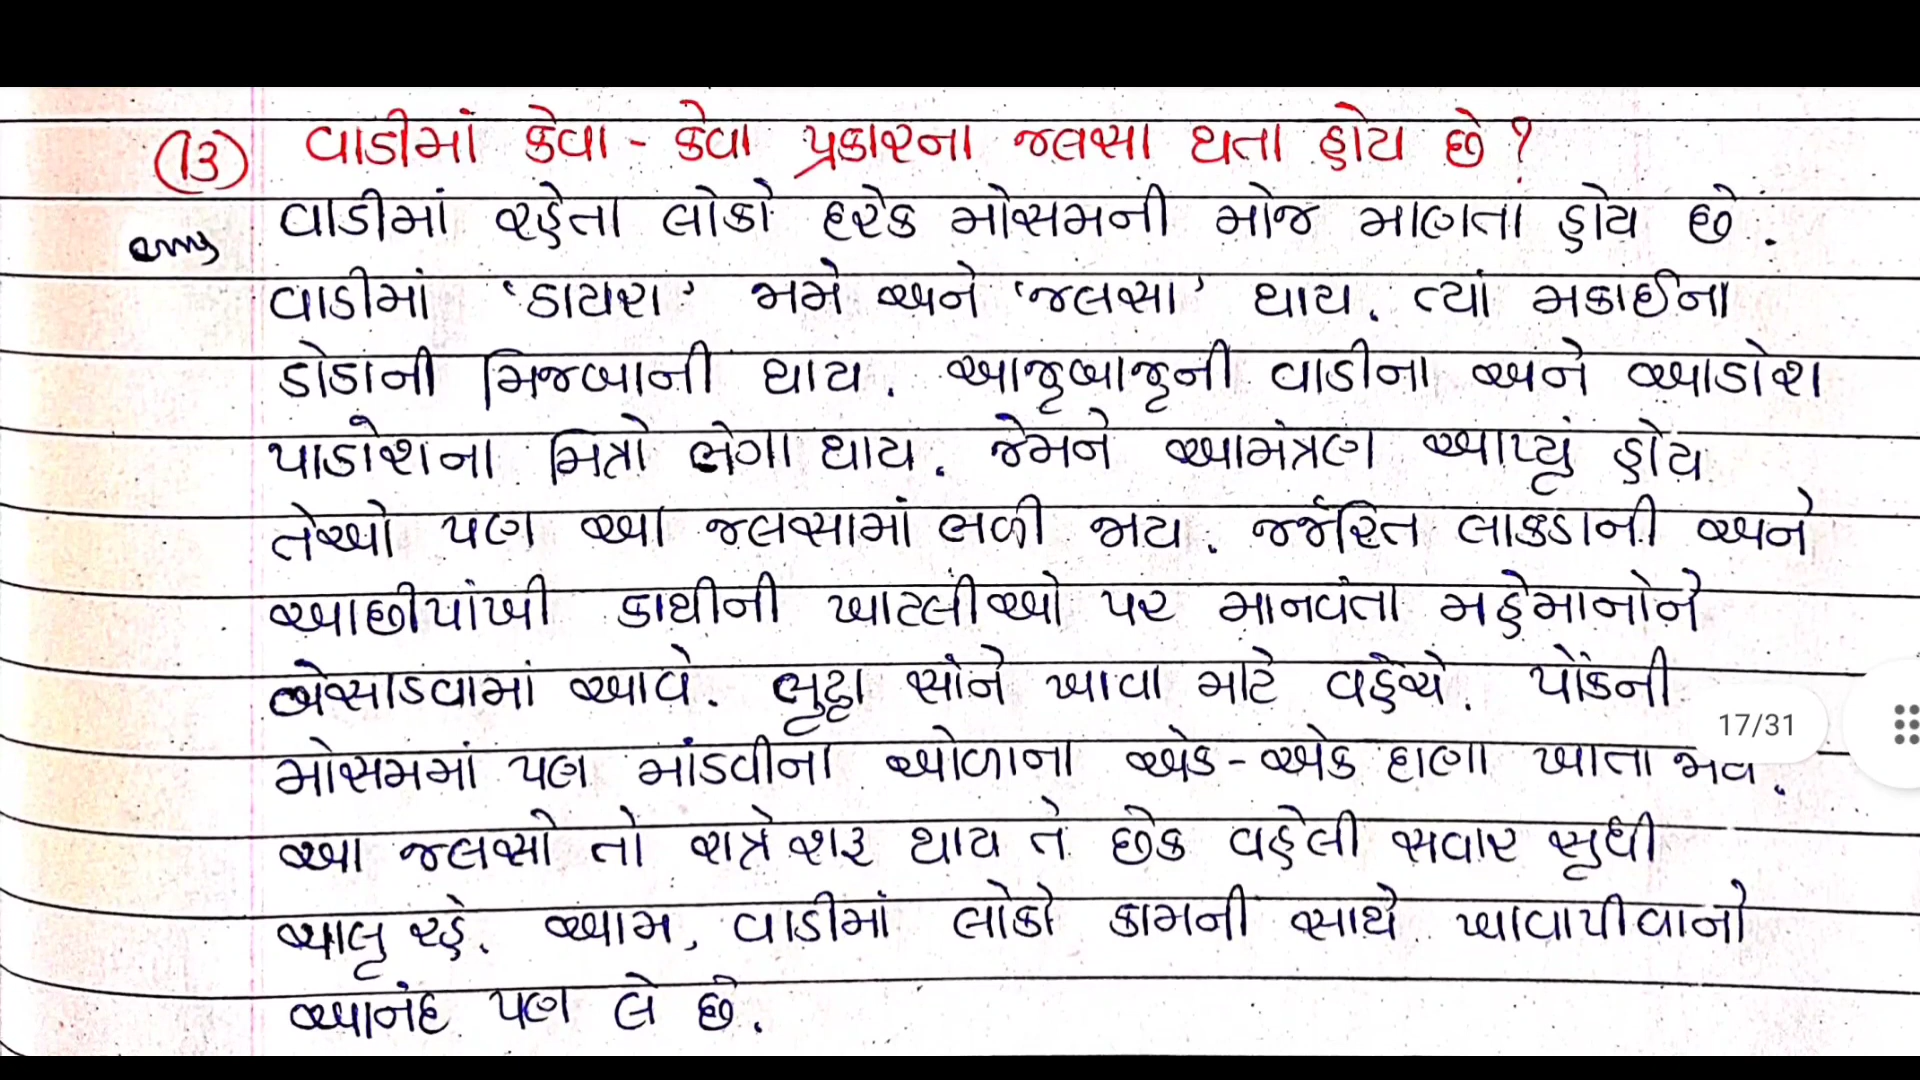 (13) વાડીમાં કેવા - કેવા પ્રકારના જલસા થતા હોય છે ?
ans વાડીમાં રહેતા લોકો દરેક મોસમની મોજ માણતા હોય છે .
વાડીમાં 'ડાયરા' જામે અને 'જલસા' થાય. ત્યાં મકાઈના
ડોડાની મિજબાની થાય. આજુબાજુની વાડીના અને આડોશ
પાડોશના મિત્રો ભેગા થાય. જેમને આમંત્રણ આપ્યું હોય
તેઓ પણ આ જલસામાં ભળી જાય. જર્જરિત લાકડાની અને
આછીપાંખી કાથીની ખાટલીઓ પર માનવંતા મહેમાનોને
બેસાડવામાં આવે. ભુટ્ટા સૌને ખાવા માટે વહેંચે. પોંકની
17/31
મોસમમાં પણ માંડવીના ઓળાના એક-એક દાણા ખાતા જાવ.
આ જલસો તો રાત્રે શરૂ થાય તે છેક વહેલી સવાર સુધી
ચાલુ રહે. આમ, વાડીમાં લોકો કામની સાથે ખાવાપીવાનો
આનંદ પણ લે છે.